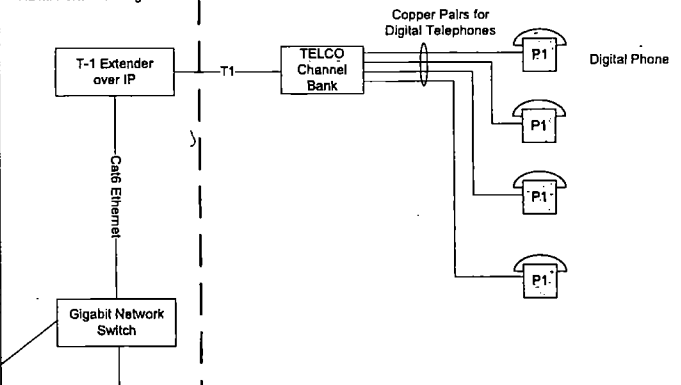 Copper Pairs for
Digital Telephones
T-1 Extender
over IP
T1
TELCO
Channel
Bank
P1
Digital Phone
P1
P1
P1
Cat6 Ethernet
Gigabit Network
Switch